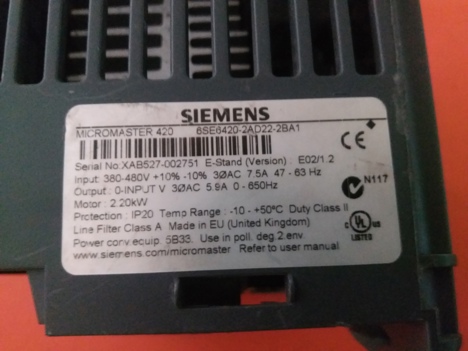 SIEMENS
MICROMASTER 420 6SE6420-2AD22-2BA1
Serial No:XAB527-002751 E-Stand (Version) : E02/1.2
Input: 380-480V +10% -10% 3ØAC 7.5A 47 - 63 Hz
Output : 0-INPUT V 3ØAC 5.9A 0 - 650Hz
Motor : 2.20kW
Protection : IP20 Temp Range : -10 - +50°C Duty Class II
Line Filter Class A Made in EU (United Kingdom)
Power conv.equip. 5B33. Use in poll. deg.2.env.
www.siemens.com/micromaster Refer to user manual
CE
N117
C UL US
LISTED